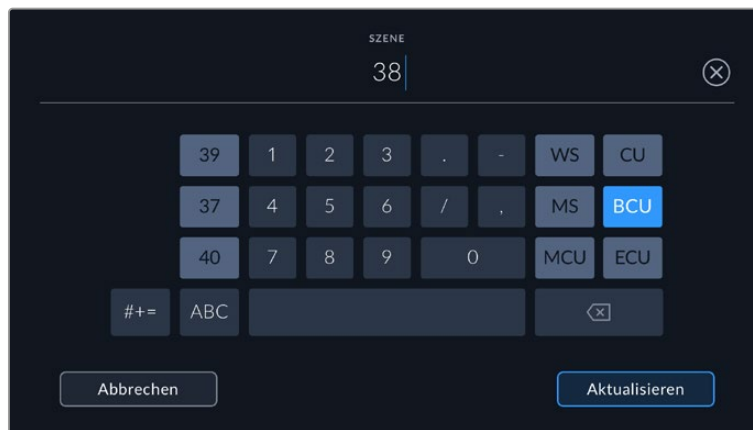 SZENE
38
39 1 2 3 . - WS CU
37 4 5 6 / , MS BCU
40 7 8 9 0 MCU ECU
#+= ABC
Abbrechen Aktualisieren